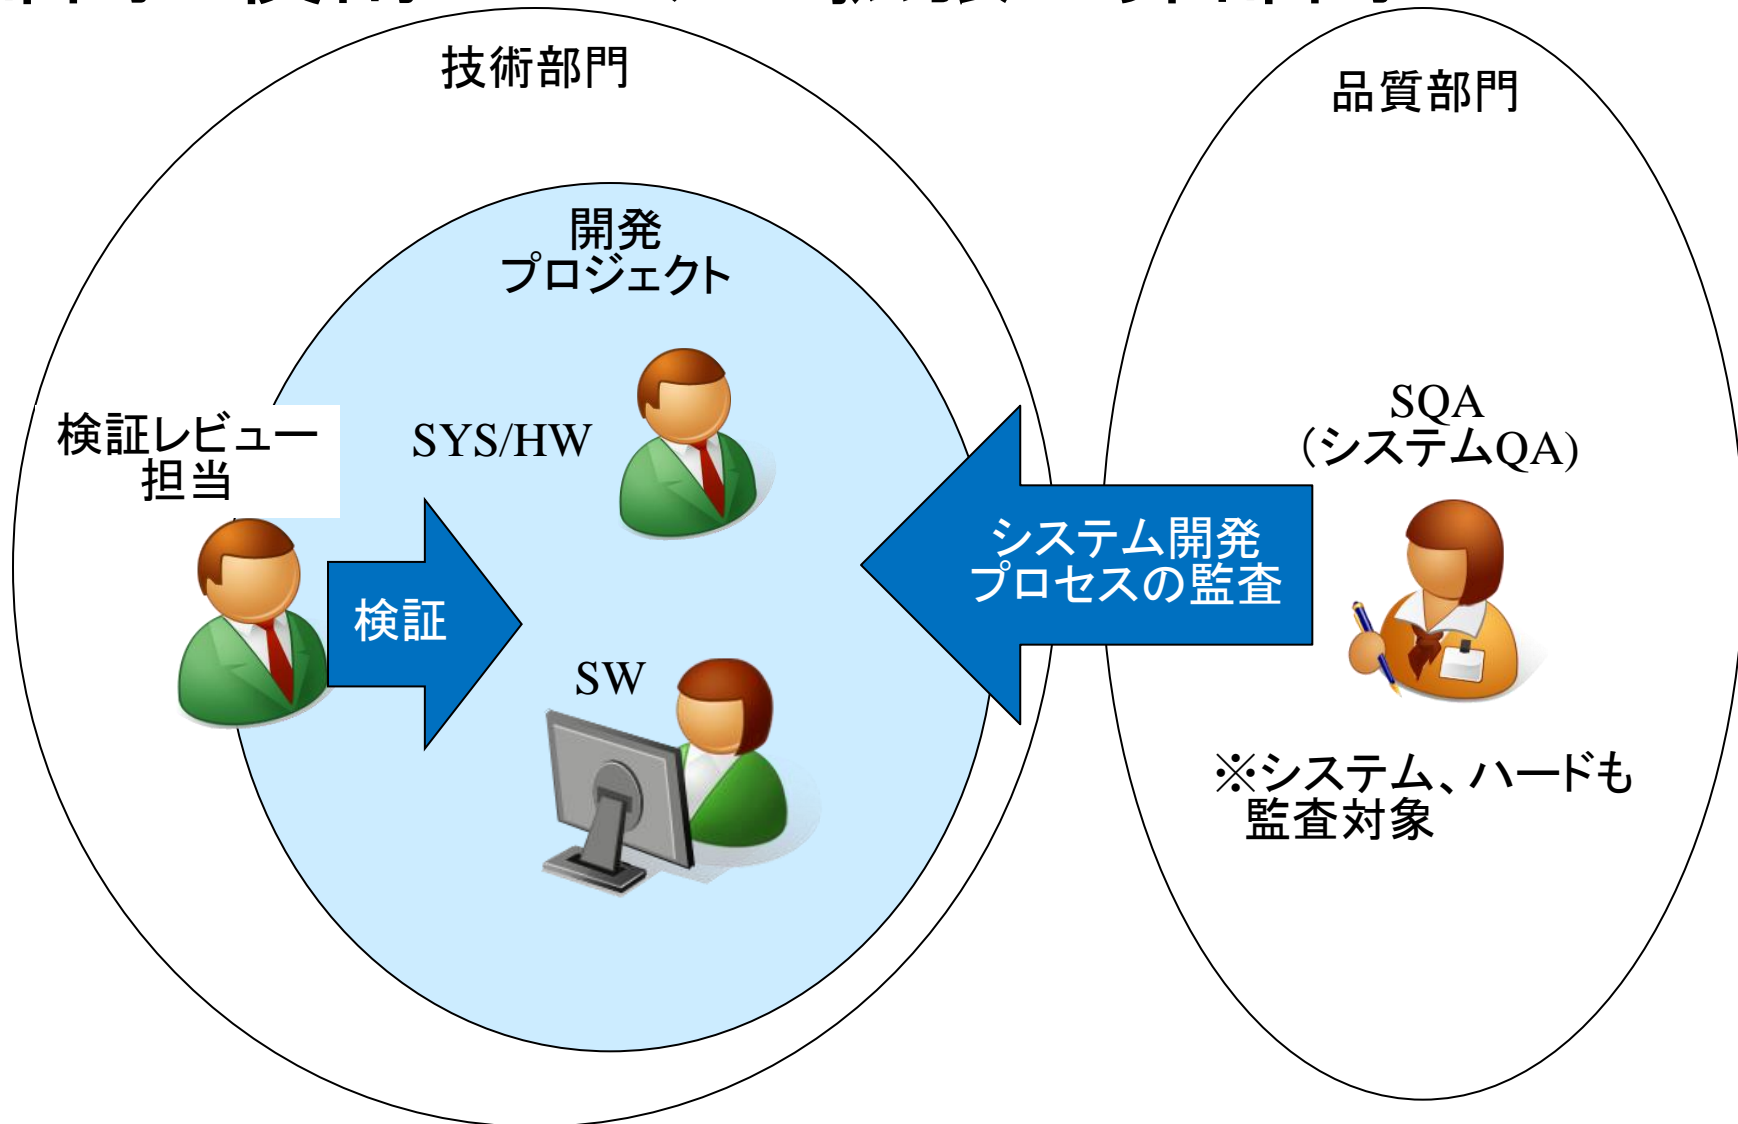 技術部門
品質部門
開発
プロジェクト
検証レビュー
担当
SYS/HW
SQA
(システムQA)
システム開発
プロセスの監査
検証
SW
※システム、ハードも
監査対象